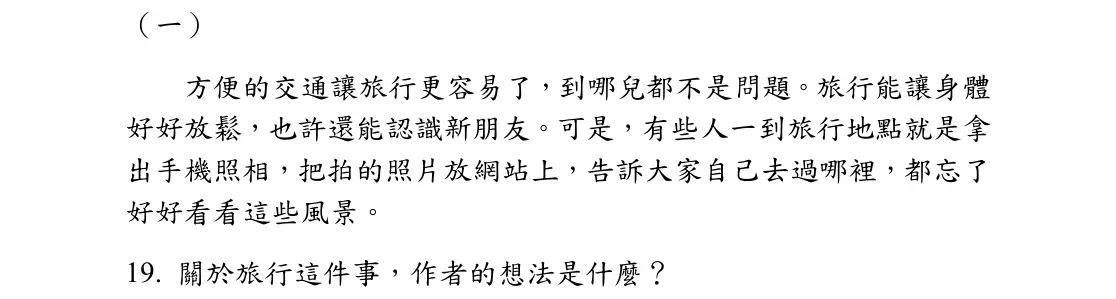 （一）
方便的交通讓旅行更容易了，到哪兒都不是問題。旅行能讓身體
好好放鬆，也許還能認識新朋友。可是，有些人一到旅行地點就是拿
出手機照相，把拍的照片放網站上，告訴大家自己去過哪裡，都忘了
好好看看這些風景。
19. 關於旅行這件事，作者的想法是什麼？